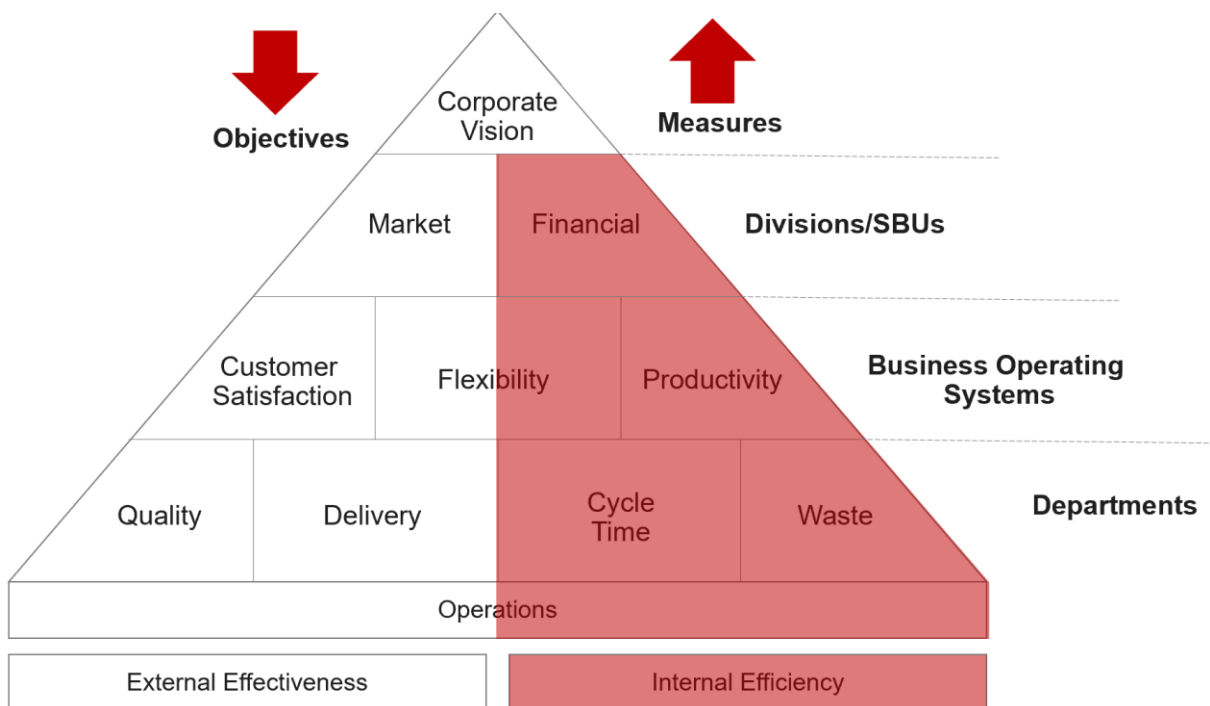 Corporate
Vision
Objectives
Measures
Market
Financial
Divisions/SBUs
Customer
Satisfaction
Flexibility
Productivity
Business Operating
Systems
Quality
Delivery
Cycle
Time
Waste
Departments
Operations
External Effectiveness
Internal Efficiency